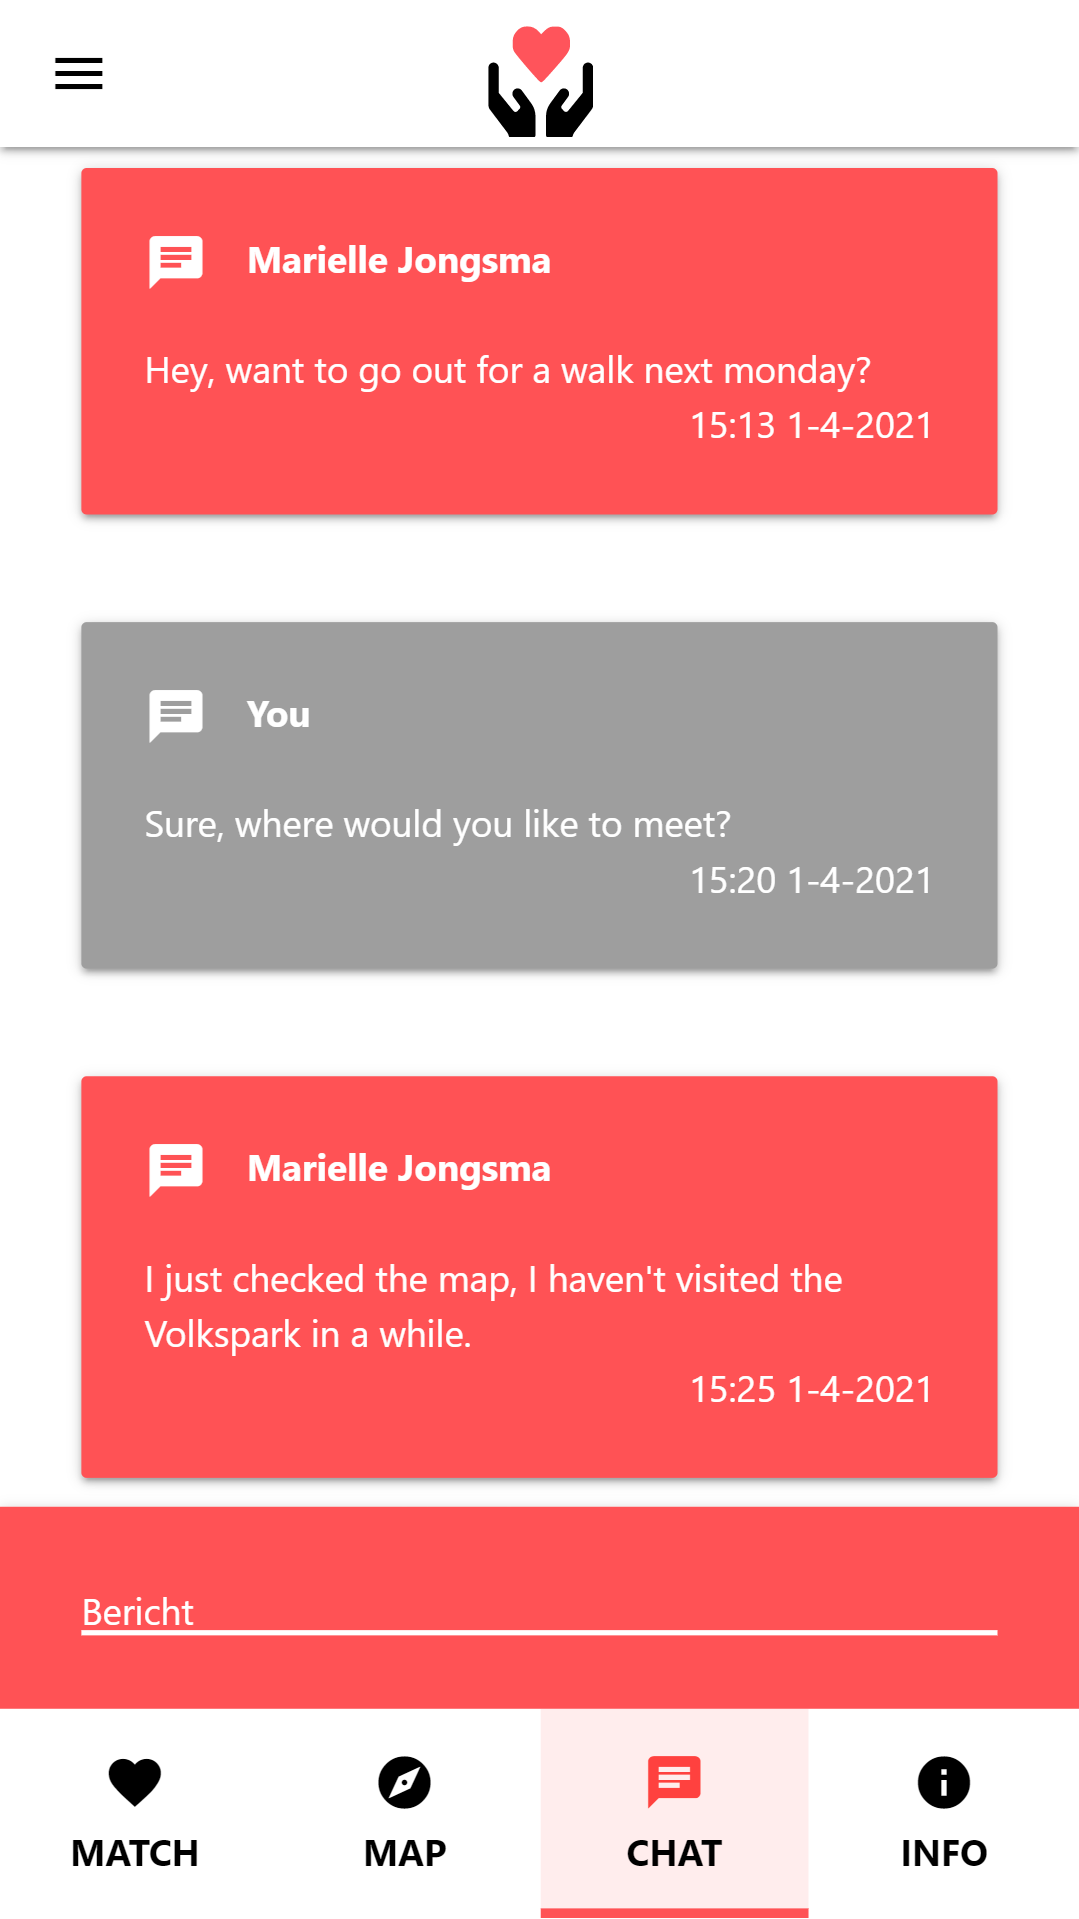 Marielle Jongsma
Hey, want to go out for a walk next monday?
15:13 1-4-2021
You
Sure, where would you like to meet?
15:20 1-4-2021
Marielle Jongsma
I just checked the map, I haven't visited the
Volkspark in a while.
15:25 1-4-2021
Bericht
MATCH MAP CHAT INFO